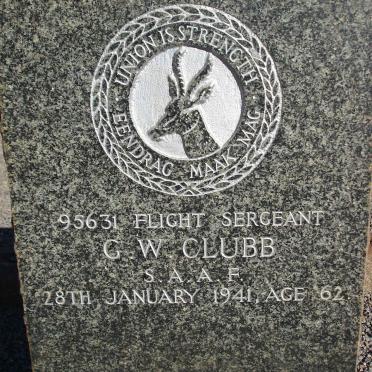 UNION IS STRENGTH
EENDRAG MAAK MAG
95631 FLIGHT SERGEANT
G. W. CLUBB
S. A. A. F.
28TH JANUARY 1941, AGE 62